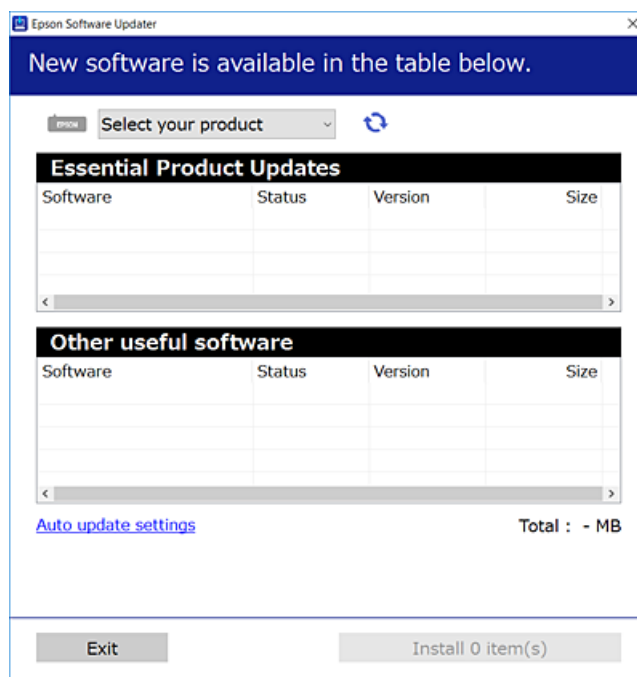 Epson Software Updater
New software is available in the table below.
EPSON Select your product
Essential Product Updates
Software Status Version Size
Other useful software
Software Status Version Size
Auto update settings Total : - MB
Exit Install 0 item(s)